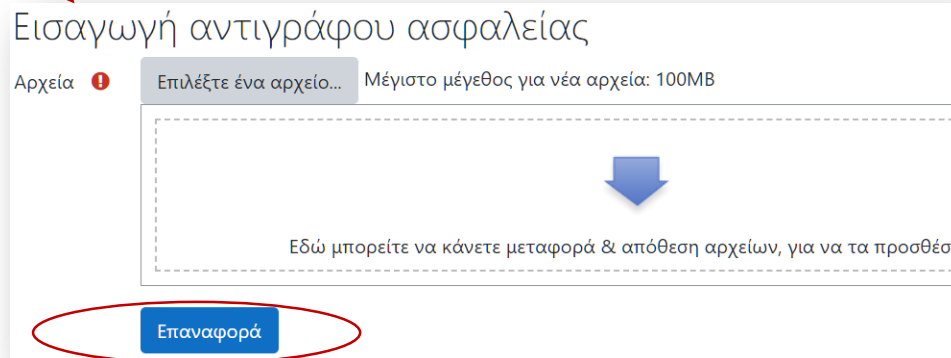 Εισαγωγή αντιγράφου ασφαλείας
Αρχεία Επιλέξτε ένα αρχείο... Μέγιστο μέγεθος για νέα αρχεία: 100MB
Εδώ μπορείτε να κάνετε μεταφορά & απόθεση αρχείων, για να τα προσθέσ
Επαναφορά